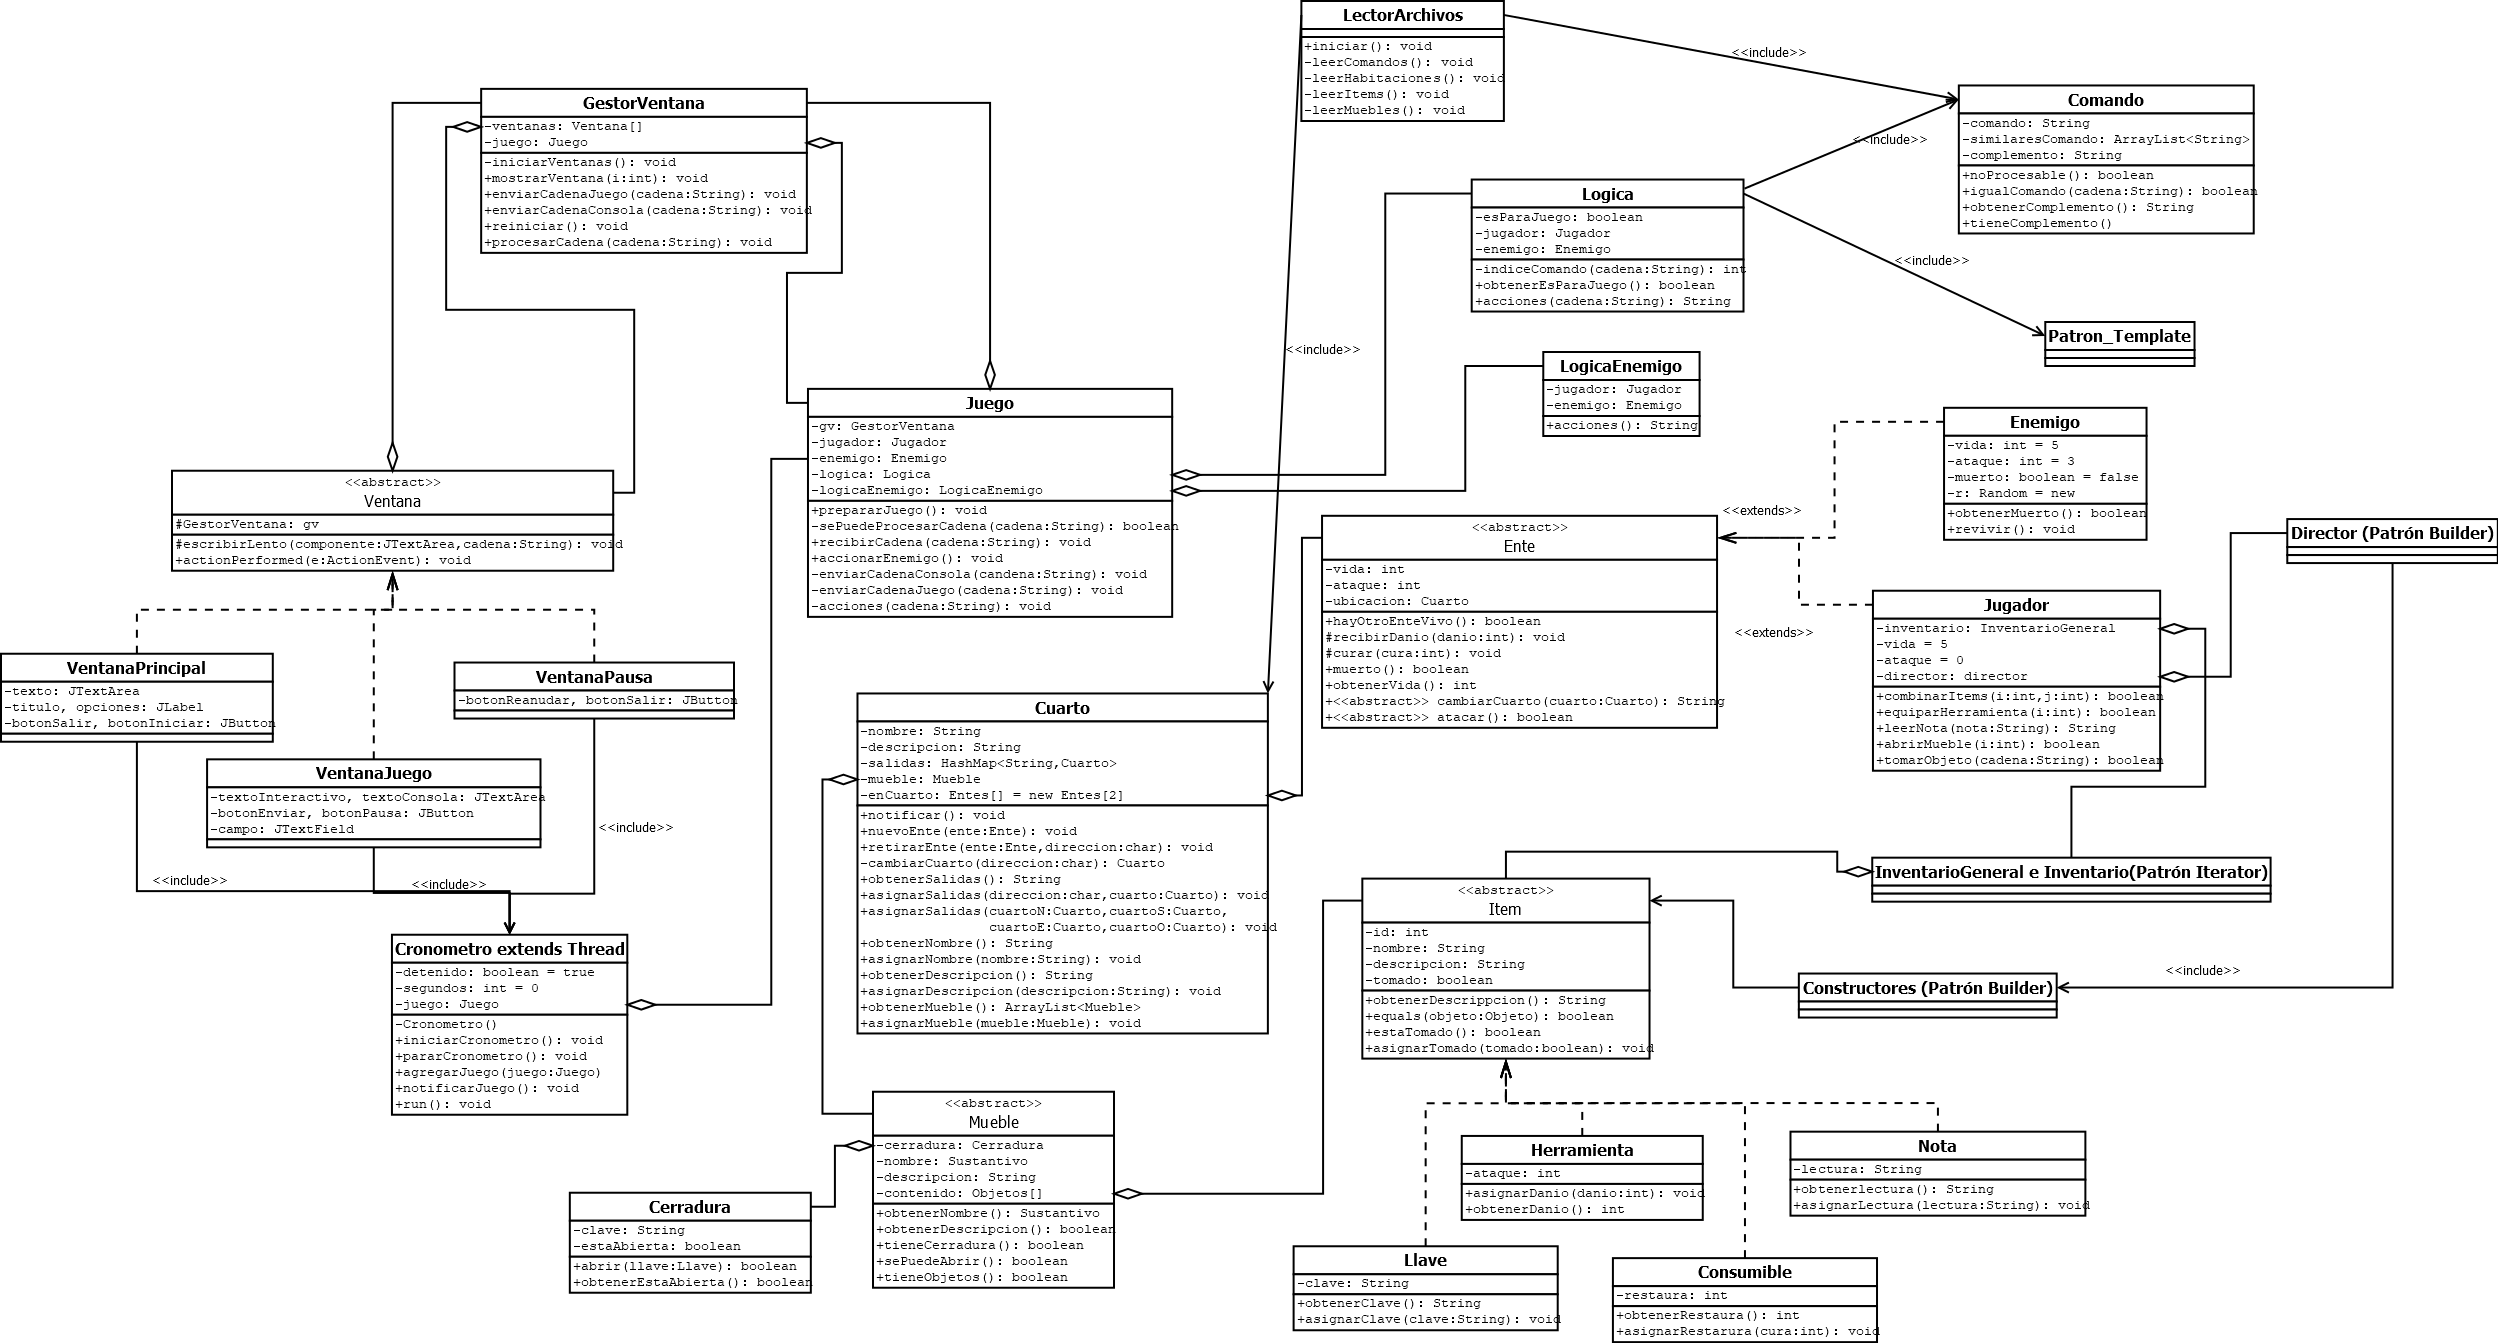 LectorArchivos
+iniciar(): void
-leerComandos(): void
-leerHabitaciones(): void
-leerItems(): void
-leerMuebles(): void
<<include>>
Comando
-comando: String
-similaresComando: ArrayList<String>
-complemento: String
+noProcesable(): boolean
+igualComando(cadena:String): boolean
+obtenerComplemento(): String
+tieneComplemento()
<<include>>
<<include>>
GestorVentana
-ventanas: Ventana[]
-juego: Juego
-iniciarVentanas(): void
+mostrarVentana(i:int): void
+enviarCadenaJuego(cadena:String): void
+enviarCadenaConsola(cadena:String): void
+reiniciar(): void
+procesarCadena(cadena:String): void
Logica
-esParaJuego: boolean
-jugador: Jugador
-enemigo: Enemigo
-indiceComando(cadena:String): int
+obtenerEsParaJuego(): boolean
+acciones(cadena:String): String
Patron_Template
<<include>>
LogicaEnemigo
-jugador: Jugador
-enemigo: Enemigo
+acciones(): String
Juego
-gv: GestorVentana
-jugador: Jugador
-enemigo: Enemigo
-logica: Logica
-logicaEnemigo: LogicaEnemigo
+prepararJuego(): void
-sePuedeProcesarCadena(cadena:String): boolean
+recibirCadena(cadena:String): void
+accionarEnemigo(): void
-enviarCadenaConsola(candena:String): void
-enviarCadenaJuego(cadena:String): void
-acciones(cadena:String): void
Enemigo
-vida: int = 5
-ataque: int = 3
-muerto: boolean = false
-r: Random = new
+obtenerMuerto(): boolean
+revivir(): void
<<abstract>>
Ventana
#GestorVentana: gv
#escribirLento(componente:JTextArea,cadena:String): void
+actionPerformed(e:ActionEvent): void
<<extends>>
<<extends>>
<<abstract>>
Ente
-vida: int
-ataque: int
-ubicacion: Cuarto
+hayOtroEnteVivo(): boolean
#recibirDanio(danio:int): void
#curar(cura:int): void
+muerto(): boolean
+obtenerVida(): int
+<<abstract>> cambiarCuarto(cuarto:Cuarto): String
+<<abstract>> atacar(): boolean
Director (Patrón Builder)
Jugador
-inventario: InventarioGeneral
-vida = 5
-ataque = 0
-director: director
+combinarItems(i:int,j:int): boolean
+equiparHerramienta(i:int): boolean
+leerNota(nota:String): String
+abrirMueble(i:int): boolean
+tomarObjeto(cadena:String): boolean
VentanaPrincipal
-texto: JTextArea
-titulo, opciones: JLabel
-botonSalir, botonIniciar: JButton
VentanaPausa
-botonReanudar, botonSalir: JButton
VentanaJuego
-textoInteractivo, textoConsola: JTextArea
-botonEnviar, botonPausa: JButton
-campo: JTextField
<<include>>
<<include>>
<<include>>
Cuarto
-nombre: String
-descripcion: String
-salidas: HashMap<String,Cuarto>
-mueble: Mueble
-enCuarto: Entes[] = new Entes[2]
+notificar(): void
+nuevoEnte(ente:Ente): void
+retirarEnte(ente:Ente,direccion:char): void
-cambiarCuarto(direccion:char): Cuarto
+obtenerSalidas(): String
+asignarSalidas(direccion:char,cuarto:Cuarto): void
+asignarSalidas(cuartoN:Cuarto,cuartoS:Cuarto,
cuartoE:Cuarto,cuartoO:Cuarto): void
+obtenerNombre(): String
+asignarNombre(nombre:String): void
+obtenerDescripcion(): String
+asignarDescripcion(descripcion:String): void
+obtenerMueble(): ArrayList<Mueble>
+asignarMueble(mueble:Mueble): void
InventarioGeneral e Inventario(Patrón Iterator)
<<abstract>>
Item
-id: int
-nombre: String
-descripcion: String
-tomado: boolean
+obtenerDescrippcion(): String
+equals(objeto:Objeto): boolean
+estaTomado(): boolean
+asignarTomado(tomado:boolean): void
Constructores (Patrón Builder)
<<include>>
Cronometro extends Thread
-detenido: boolean = true
-segundos: int = 0
-juego: Juego
-Cronometro()
+iniciarCronometro(): void
+pararCronometro(): void
+agregarJuego(juego:Juego)
+notificarJuego(): void
+run(): void
<<abstract>>
Mueble
-cerradura: Cerradura
-nombre: Sustantivo
-descripcion: String
-contenido: Objetos[]
+obtenerNombre(): Sustantivo
+obtenerDescripcion(): boolean
+tieneCerradura(): boolean
+sePuedeAbrir(): boolean
+tieneObjetos(): boolean
Cerradura
-clave: String
-estaAbierta: boolean
+abrir(llave:Llave): boolean
+obtenerEstaAbierta(): boolean
Herramienta
-ataque: int
+asignarDanio(danio:int): void
+obtenerDanio(): int
Nota
-lectura: String
+obtenerlectura(): String
+asignarLectura(lectura:String): void
Llave
-clave: String
+obtenerClave(): String
+asignarClave(clave:String): void
Consumible
-restaura: int
+obtenerRestaura(): int
+asignarRestarura(cura:int): void